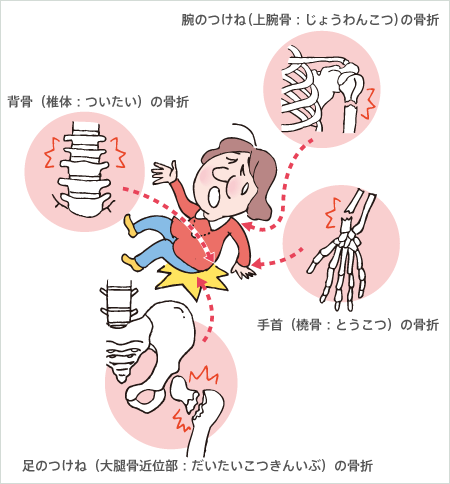 腕のつけね(上腕骨：じょうわんこつ)の骨折
背骨（椎体：ついたい）の骨折
手首（橈骨：とうこつ）の骨折
足のつけね（大腿骨近位部：だいたいこつきんいぶ）の骨折